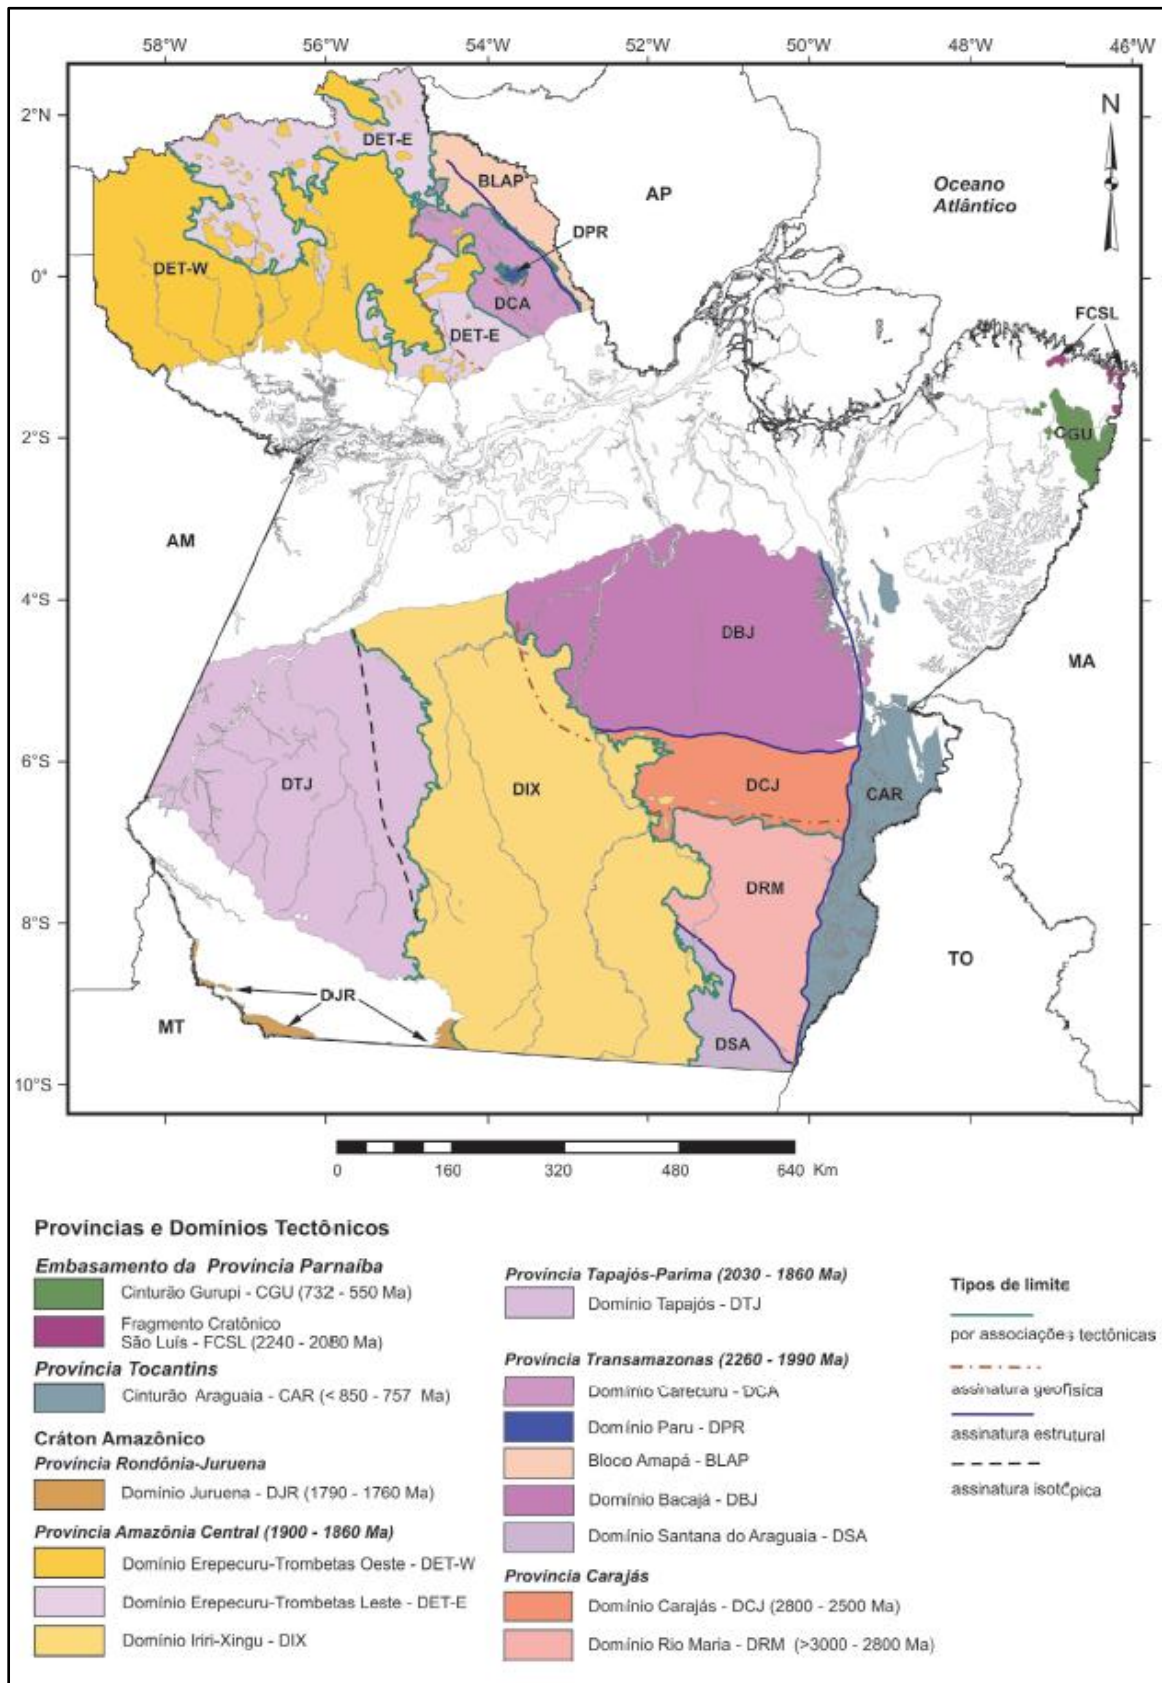 58°W 56°W 54°W 52°W 50°W 48°W 46°W
2°N
0°
2°S
4°S
6°S
8°S
10°S
N
DET-E
BLAP
AP
Oceano
Atlântico
DPR
DET-W
DCA
DET-E
FCSL
CGU
AM
DBJ
MA
DTJ
DIX
DCJ
CAR
DRM
TO
DJR
MT
DSA
0 160 320 480 640 Km
Províncias e Domínios Tectônicos
Embasamento da Província Parnaíba
Cinturão Gurupi - CGU (732 - 550 Ma)
Fragmento Cratônico
São Luís - FCSL (2240 - 2080 Ma)
Província Tocantins
Cinturão Araguaia - CAR (< 850 - 757 Ma)
Cráton Amazônico
Província Rondônia-Juruena
Domínio Juruena - DJR (1790 - 1760 Ma)
Província Amazônia Central (1900 - 1860 Ma)
Domínio Erepecuru-Trombetas Oeste - DET-W
Domínio Erepecuru-Trombetas Leste - DET-E
Domínio Iriri-Xingu - DIX
Província Tapajós-Parima (2030 - 1860 Ma)
Domínio Tapajós - DTJ
Província Transamazonas (2260 - 1990 Ma)
Domínio Carecuru - DCA
Domínio Paru - DPR
Bloco Amapá - BLAP
Domínio Bacajá - DBJ
Domínio Santana do Araguaia - DSA
Província Carajás
Domínio Carajás - DCJ (2800 - 2500 Ma)
Domínio Rio Maria - DRM (>3000 - 2800 Ma)
Tipos de limite
por associações tectônicas
assinatura geofísica
assinatura estrutural
assinatura isotópica